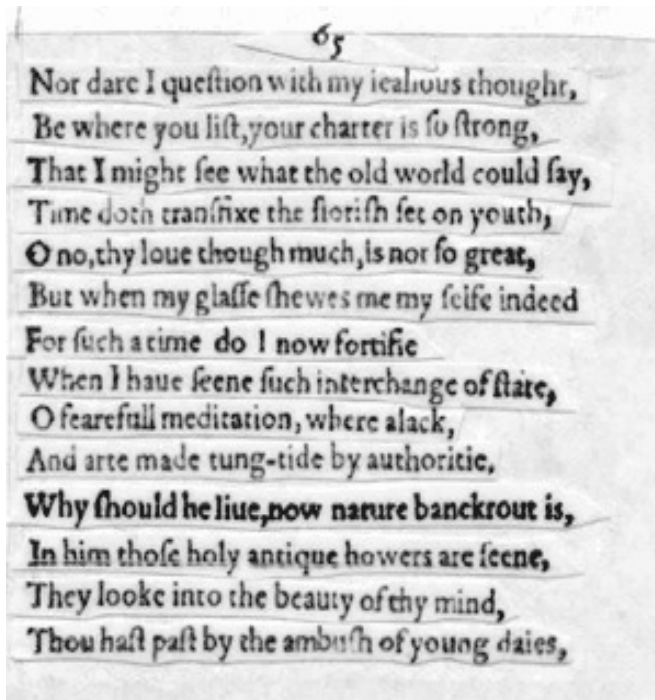 65
Nor dare I queſtion with my iealious thought,
Be where you liſt, your charter is ſo ſtrong,
That I might ſee what the old world could ſay,
Time doth tranſfixe the floriſh ſet on youth,
O no, thy loue though much, is not ſo great,
But when my glaſſe ſhewes me my ſelfe indeed
For ſuch a time do I now fortifie
When I haue ſeene ſuch interchange of ſtate,
O fearefull meditation, where alack,
And arte made tung-tide by authoritie,
Why ſhould he liue, now nature banckrout is,
In him thoſe holy antique howers are ſeene,
They looke into the beauty of thy mind,
Thou haſt paſt by the ambuſh of young daies,